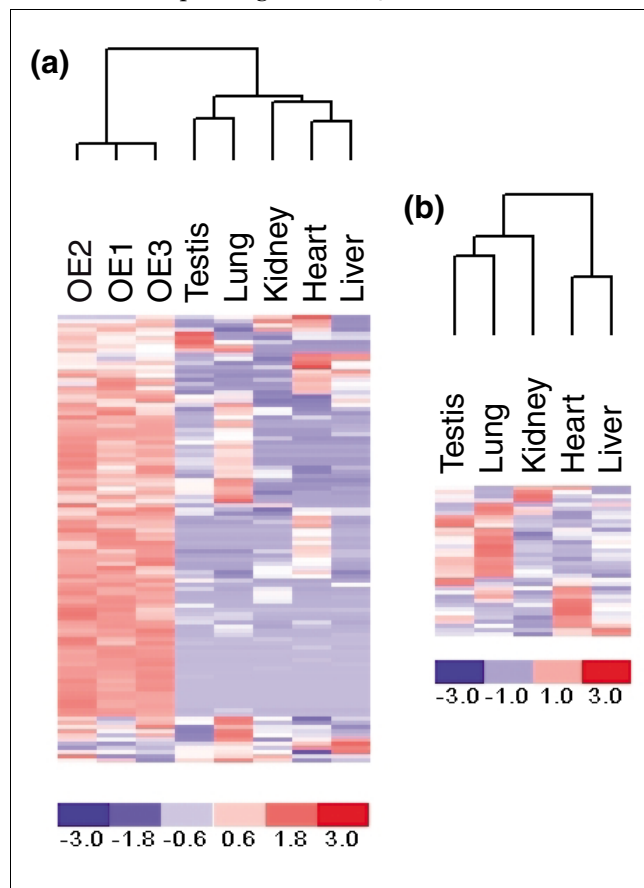 (a)
OE2
OE1
OE3
Testis
Lung
Kidney
Heart
Liver
-3.0 -1.8 -0.6 0.6 1.8 3.0
(b)
Testis
Lung
Kidney
Heart
Liver
-3.0 -1.0 1.0 3.0